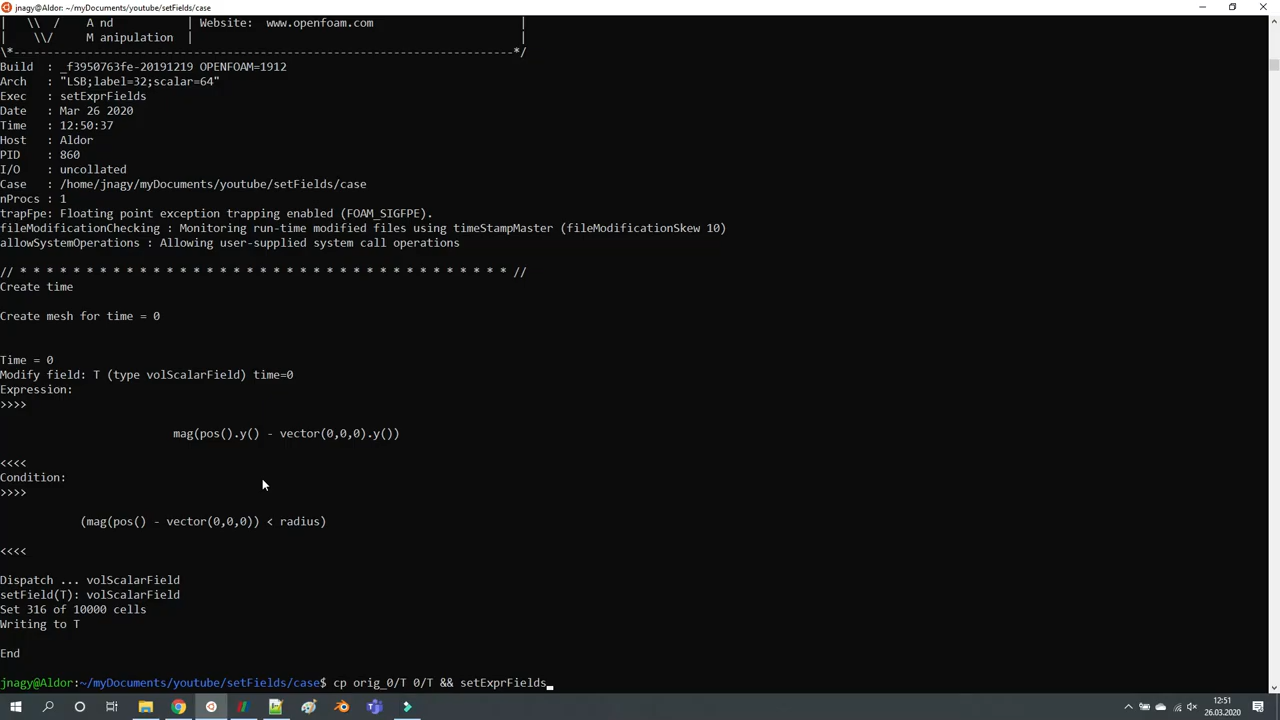 jnagy@Aldor: ~/myDocuments/youtube/setFields/case
|   \\  /    A nd           | Website:  www.openfoam.com                      |
|    \\/     M anipulation  |                                                 |
\*---------------------------------------------------------------------------*/
Build  : _f3950763fe-20191219 OPENFOAM=1912
Arch   : "LSB;label=32;scalar=64"
Exec   : setExprFields
Date   : Mar 26 2020
Time   : 12:50:37
Host   : Aldor
PID    : 860
I/O    : uncollated
Case   : /home/jnagy/myDocuments/youtube/setFields/case
nProcs : 1
trapFpe: Floating point exception trapping enabled (FOAM_SIGFPE).
fileModificationChecking : Monitoring run-time modified files using timeStampMaster (fileModificationSkew 10)
allowSystemOperations : Allowing user-supplied system call operations
// * * * * * * * * * * * * * * * * * * * * * * * * * * * * * * * * * * * * * //
Create time
Create mesh for time = 0
Time = 0
Modify field: T (type volScalarField) time=0
Expression:
>>>>
mag(pos().y() - vector(0,0,0).y())
<<<<
Condition:
>>>>
(mag(pos() - vector(0,0,0)) < radius)
<<<<
Dispatch ... volScalarField
setField(T): volScalarField
Set 316 of 10000 cells
Writing to T
End
jnagy@Aldor:~/myDocuments/youtube/setFields/case$ cp orig_0/T 0/T && setExprFields
12:51
26.03.2020